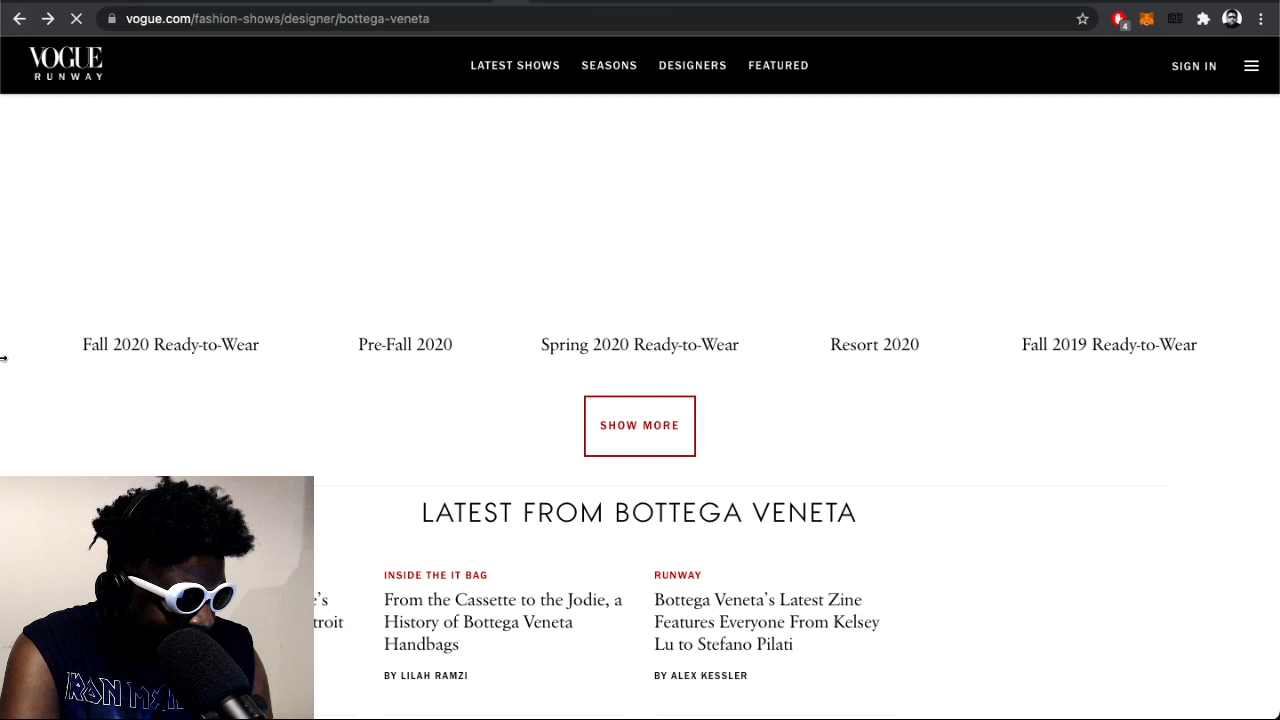 vogue.com/fashion-shows/designer/bottega-veneta
4
VOGUE
RUNWAY
LATEST SHOWS SEASONS DESIGNERS FEATURED
SIGN IN
Fall 2020 Ready-to-Wear
Pre-Fall 2020
Spring 2020 Ready-to-Wear
Resort 2020
Fall 2019 Ready-to-Wear
SHOW MORE
LATEST FROM BOTTEGA VENETA
INSIDE THE IT BAG
From the Cassette to the Jodie, a
History of Bottega Veneta
Handbags
BY LILAH RAMZI
RUNWAY
Bottega Veneta's Latest Zine
Features Everyone From Kelsey
Lu to Stefano Pilati
BY ALEX KESSLER